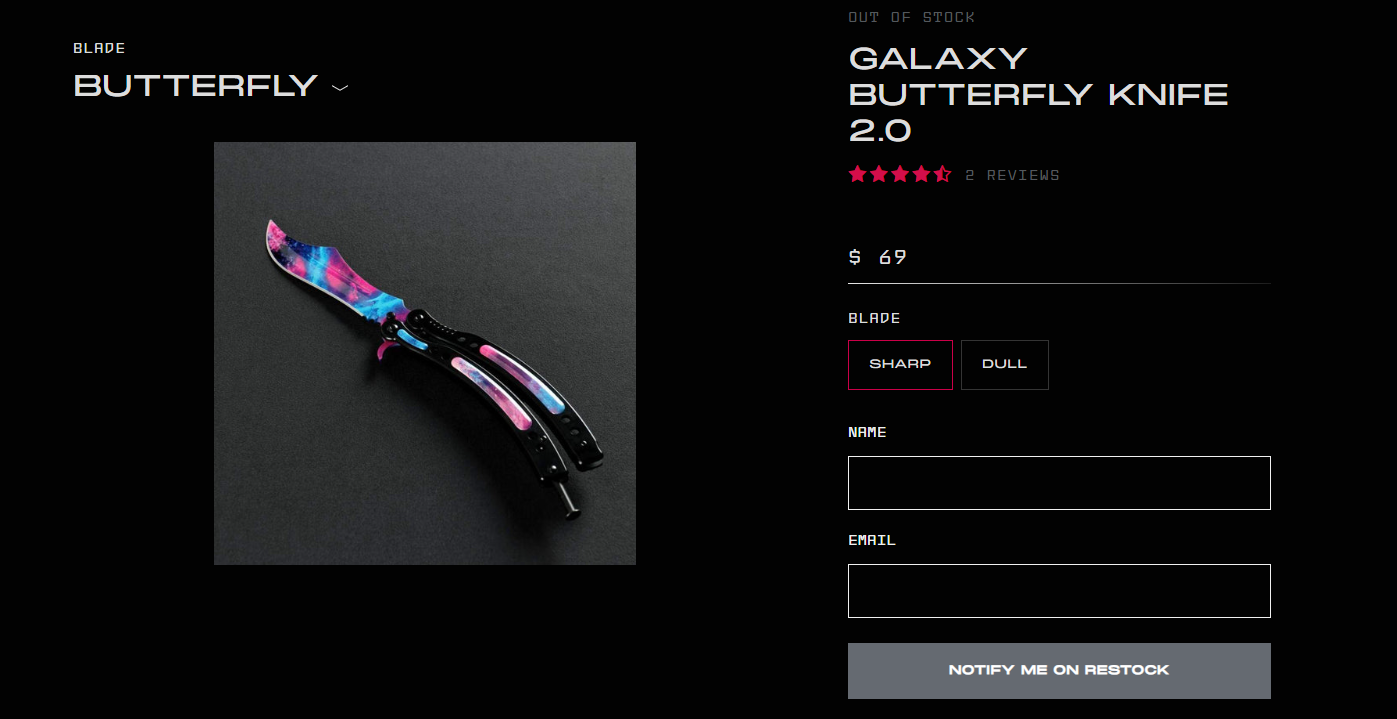 BLADE
BUTTERFLY
OUT OF STOCK
GALAXY
BUTTERFLY KNIFE
2.0
2 REVIEWS
$ 69
BLADE
SHARP
DULL
NAME
EMAIL
NOTIFY ME ON RESTOCK